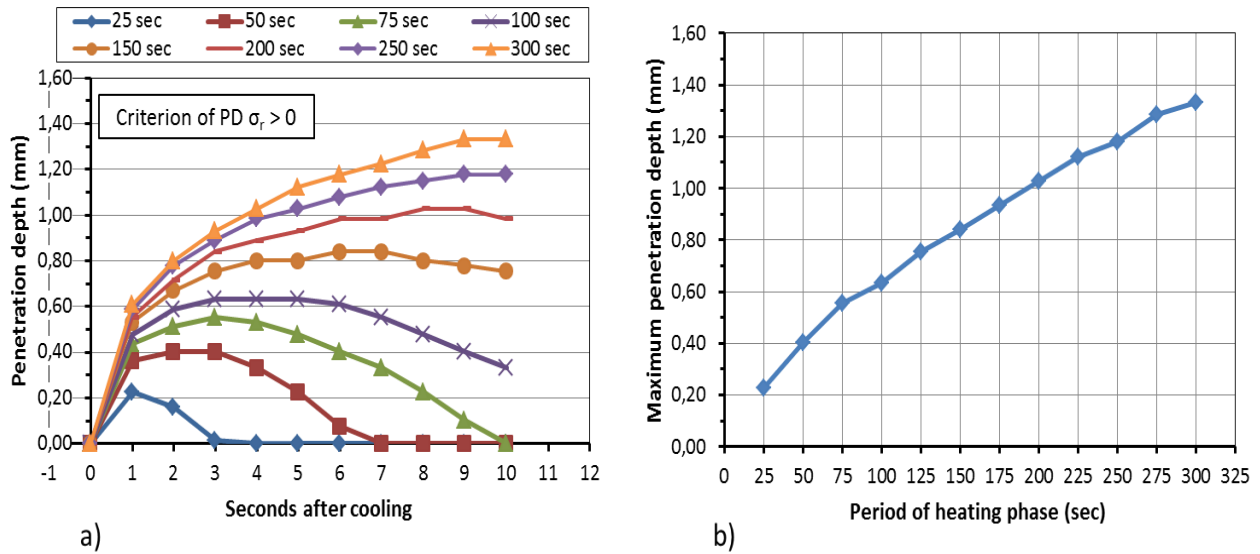 25 sec 50 sec 75 sec 100 sec
150 sec 200 sec 250 sec 300 sec
Penetration depth (mm)
1,60
1,40
1,20
1,00
0,80
0,60
0,40
0,20
0,00
Criterion of PD σr > 0
-1 0 1 2 3 4 5 6 7 8 9 10 11 12
Seconds after cooling
a)
Maximum penetration depth (mm)
1,60
1,40
1,20
1,00
0,80
0,60
0,40
0,20
0,00
0 25 50 75 100 125 150 175 200 225 250 275 300 325
Period of heating phase (sec)
b)